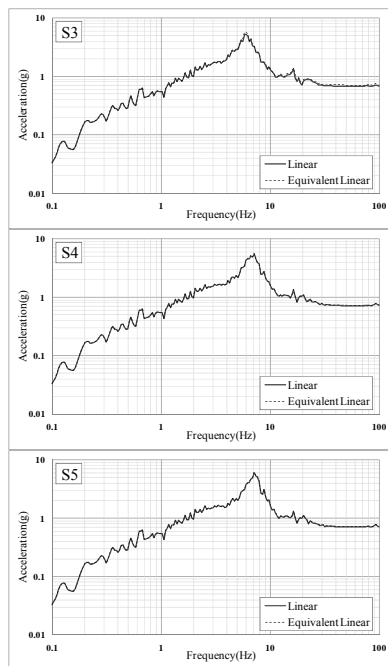 S3
Acceleration(g)
10
1
0.1
0.01
Linear
Equivalent Linear
0.1
1
10
100
Frequency(Hz)
S4
Acceleration(g)
10
1
0.1
0.01
Linear
Equivalent Linear
0.1
1
10
100
Frequency(Hz)
S5
Acceleration(g)
10
1
0.1
0.01
Linear
Equivalent Linear
0.1
1
10
100
Frequency(Hz)